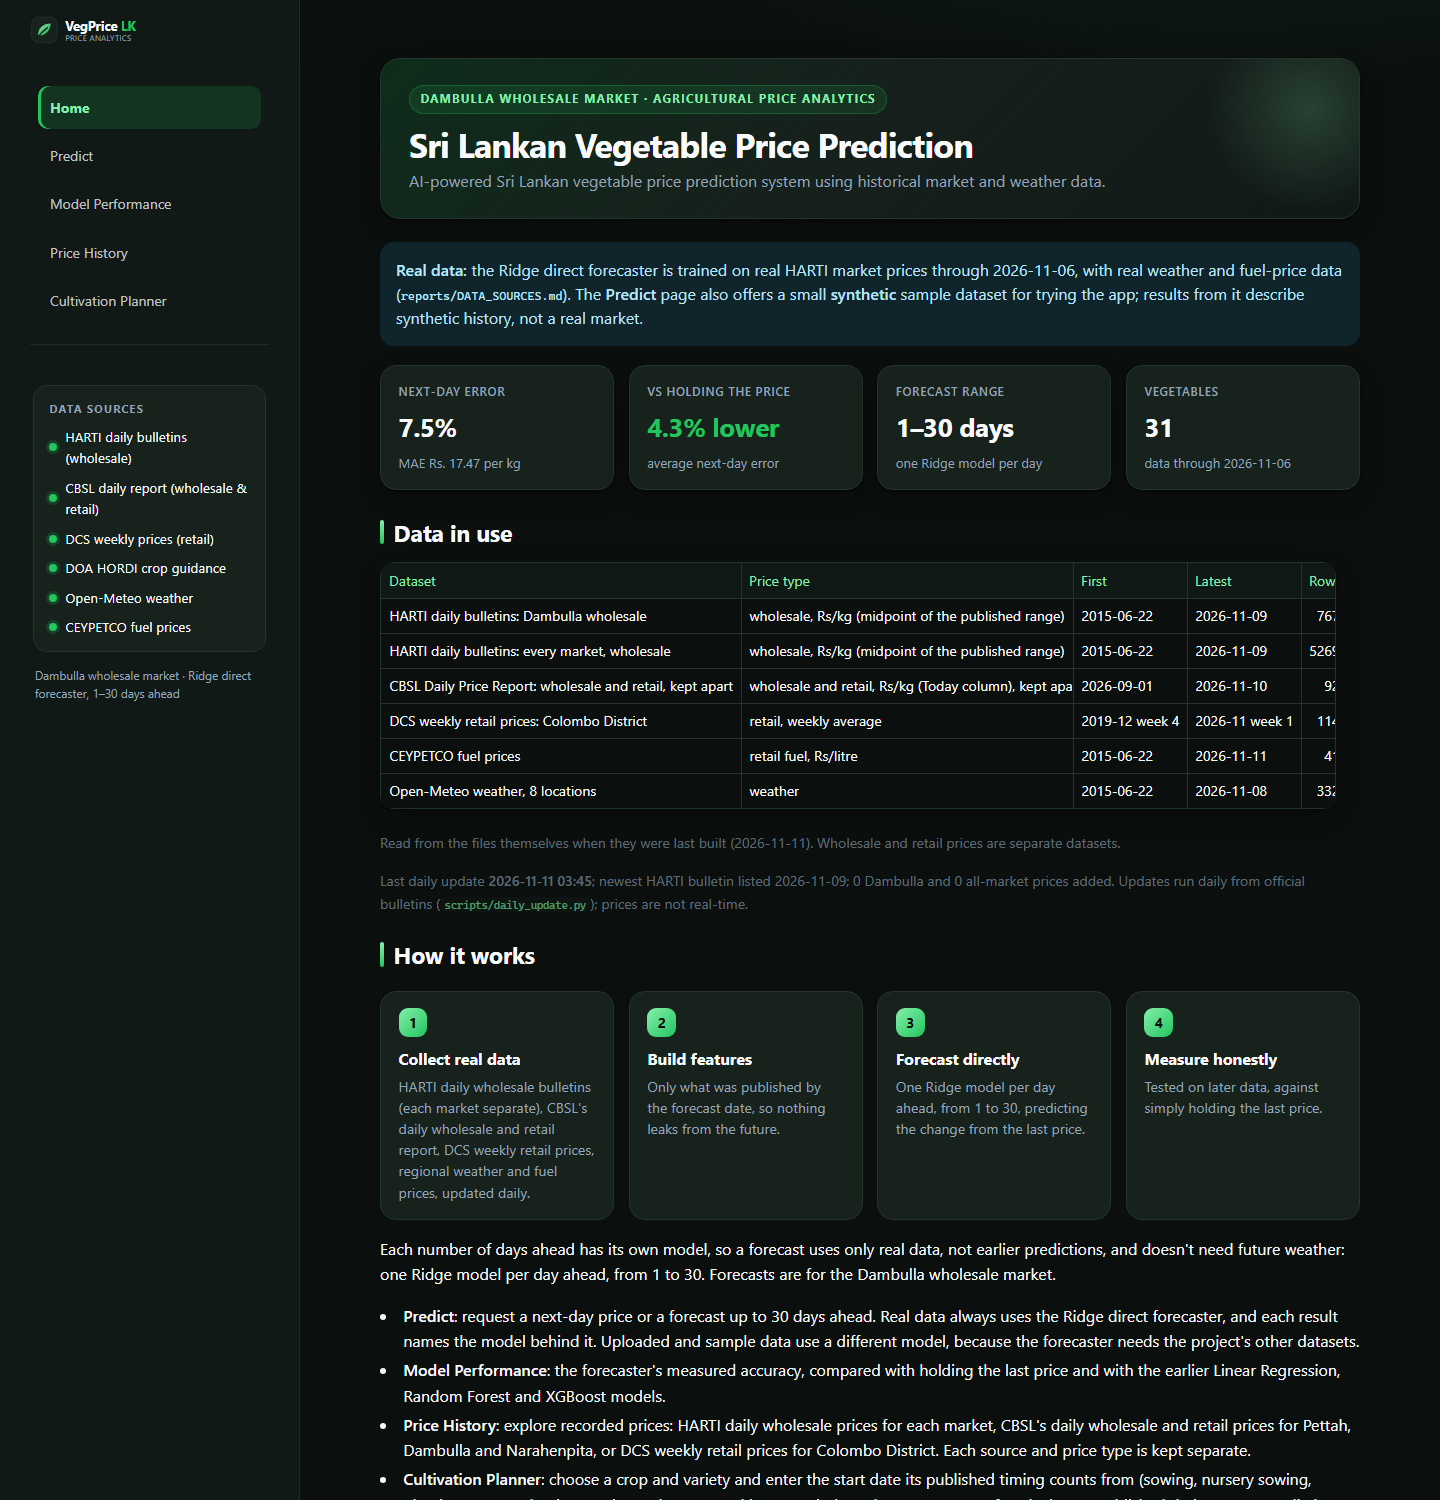 VegPrice LK
PRICE ANALYTICS
Home
Predict
Model Performance
Price History
Cultivation Planner
DATA SOURCES
HARTI daily bulletins
(wholesale)
CBSL daily report (wholesale &
retail)
DCS weekly prices (retail)
DOA HORDI crop guidance
Open-Meteo weather
CEYPETCO fuel prices
Dambulla wholesale market · Ridge direct
forecaster, 1–30 days ahead
DAMBULLA WHOLESALE MARKET · AGRICULTURAL PRICE ANALYTICS
Sri Lankan Vegetable Price Prediction
AI-powered Sri Lankan vegetable price prediction system using historical market and weather data.
Real data: the Ridge direct forecaster is trained on real HARTI market prices through 2026-11-06, with real weather and fuel-price data
(reports/DATA_SOURCES.md). The Predict page also offers a small synthetic sample dataset for trying the app; results from it describe
synthetic history, not a real market.
NEXT-DAY ERROR
7.5%
MAE Rs. 17.47 per kg
VS HOLDING THE PRICE
4.3% lower
average next-day error
FORECAST RANGE
1–30 days
one Ridge model per day
VEGETABLES
31
data through 2026-11-06
Data in use
Dataset Price type First Latest Row
HARTI daily bulletins: Dambulla wholesale wholesale, Rs/kg (midpoint of the published range) 2015-06-22 2026-11-09 767
HARTI daily bulletins: every market, wholesale wholesale, Rs/kg (midpoint of the published range) 2015-06-22 2026-11-09 5269
CBSL Daily Price Report: wholesale and retail, kept apart wholesale and retail, Rs/kg (Today column), kept apa 2026-09-01 2026-11-10 92
DCS weekly retail prices: Colombo District retail, weekly average 2019-12 week 4 2026-11 week 1 114
CEYPETCO fuel prices retail fuel, Rs/litre 2015-06-22 2026-11-11 41
Open-Meteo weather, 8 locations weather 2015-06-22 2026-11-08 332
Read from the files themselves when they were last built (2026-11-11). Wholesale and retail prices are separate datasets.
Last daily update 2026-11-11 03:45; newest HARTI bulletin listed 2026-11-09; 0 Dambulla and 0 all-market prices added. Updates run daily from official
bulletins ( scripts/daily_update.py ); prices are not real-time.
How it works
1
Collect real data
HARTI daily wholesale bulletins
(each market separate), CBSL's
daily wholesale and retail
report, DCS weekly retail prices,
regional weather and fuel
prices, updated daily.
2
Build features
Only what was published by
the forecast date, so nothing
leaks from the future.
3
Forecast directly
One Ridge model per day
ahead, from 1 to 30, predicting
the change from the last price.
4
Measure honestly
Tested on later data, against
simply holding the last price.
Each number of days ahead has its own model, so a forecast uses only real data, not earlier predictions, and doesn't need future weather:
one Ridge model per day ahead, from 1 to 30. Forecasts are for the Dambulla wholesale market.
• Predict: request a next-day price or a forecast up to 30 days ahead. Real data always uses the Ridge direct forecaster, and each result
names the model behind it. Uploaded and sample data use a different model, because the forecaster needs the project's other datasets.
• Model Performance: the forecaster's measured accuracy, compared with holding the last price and with the earlier Linear Regression,
Random Forest and XGBoost models.
• Price History: explore recorded prices: HARTI daily wholesale prices for each market, CBSL's daily wholesale and retail prices for Pettah,
Dambulla and Narahenpita, or DCS weekly retail prices for Colombo District. Each source and price type is kept separate.
• Cultivation Planner: choose a crop and variety and enter the start date its published timing counts from (sowing, nursery sowing,